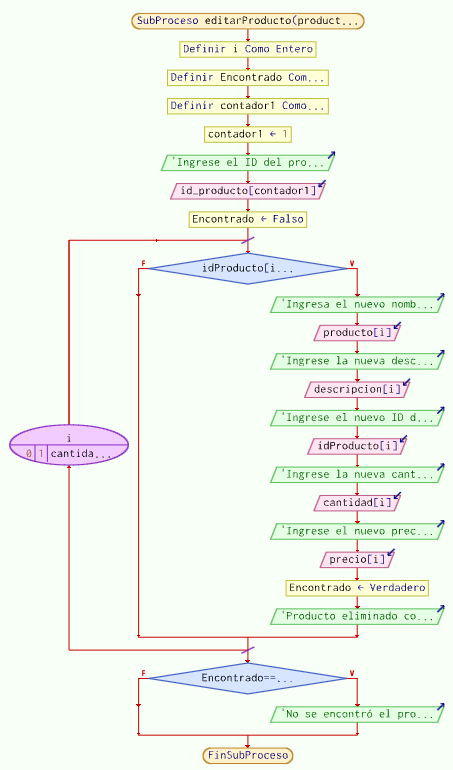 SubProceso editarProducto(product...
Definir i Como Entero
Definir Encontrado Com...
Definir contador1 Como...
contador1 ← 1
'Ingrese el ID del pro...
id_producto[contador1]
Encontrado ← Falso
F
V
idProducto[i...
'Ingresa el nuevo nomb...
producto[i]
'Ingrese la nueva desc...
descripcion[i]
'Ingrese el nuevo ID d...
i
0 1 cantida...
idProducto[i]
'Ingrese la nueva cant...
cantidad[i]
'Ingrese el nuevo prec...
precio[i]
Encontrado ← Verdadero
'Producto eliminado co...
F
V
Encontrado==...
'No se encontró el pro...
FinSubProceso